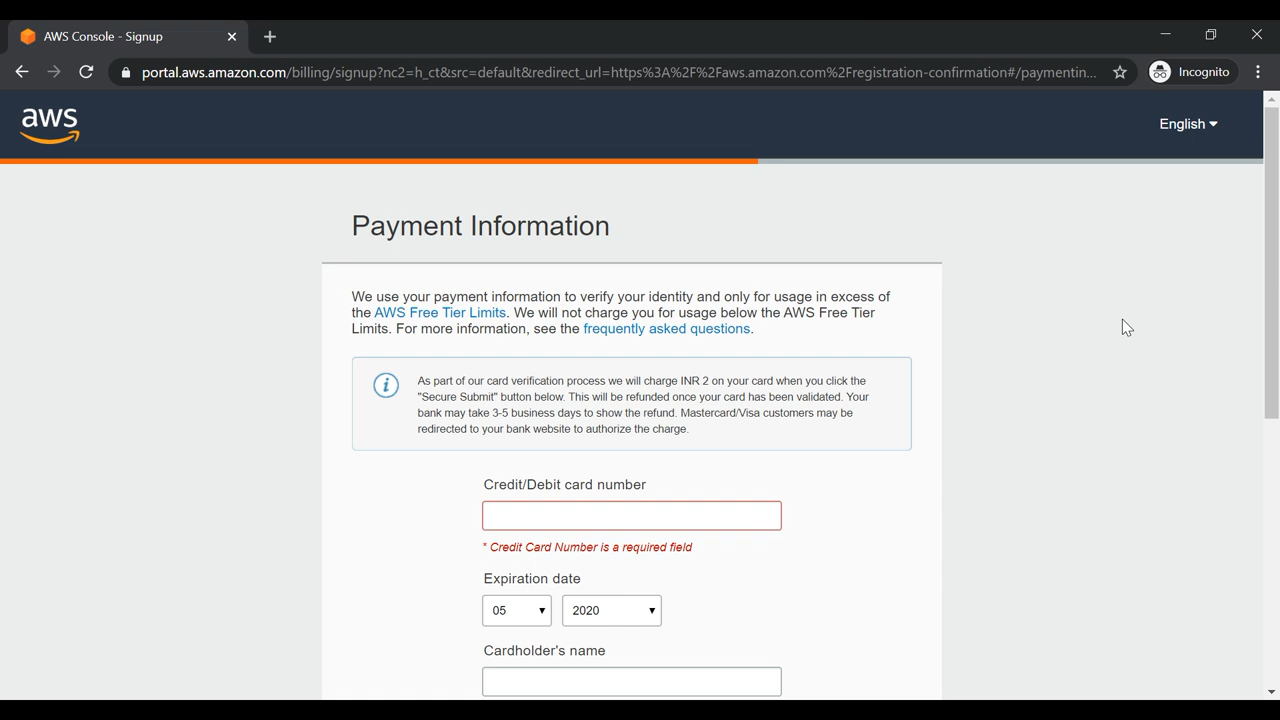 AWS Console - Signup
portal.aws.amazon.com/billing/signup?nc2=h_ct&src=default&redirect_url=https%3A%2F%2Faws.amazon.com%2Fregistration-confirmation#/paymentin...
Incognito
aws
English
Payment Information
We use your payment information to verify your identity and only for usage in excess of
the AWS Free Tier Limits. We will not charge you for usage below the AWS Free Tier
Limits. For more information, see the frequently asked questions.
i
As part of our card verification process we will charge INR 2 on your card when you click the
"Secure Submit" button below. This will be refunded once your card has been validated. Your
bank may take 3-5 business days to show the refund. Mastercard/Visa customers may be
redirected to your bank website to authorize the charge.
Credit/Debit card number
* Credit Card Number is a required field
Expiration date
05 2020
Cardholder's name